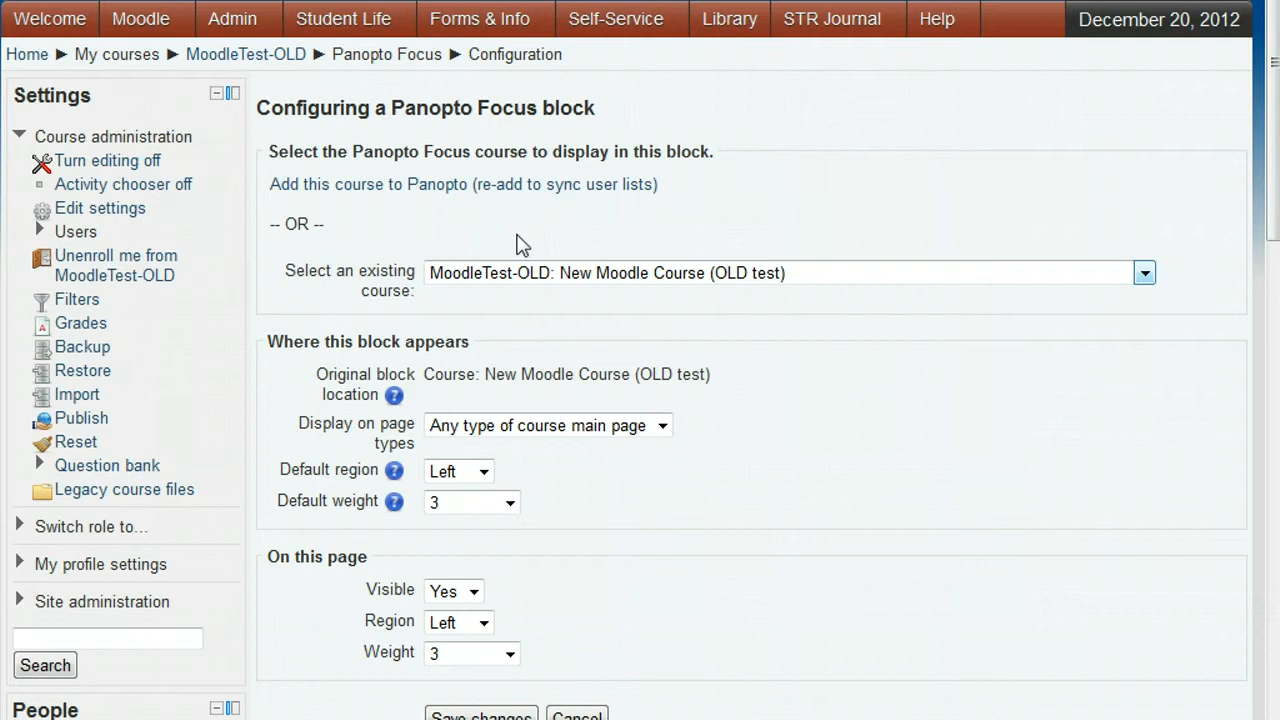 Welcome Moodle Admin Student Life Forms & Info Self-Service Library STR Journal Help December 20, 2012
Home ► My courses ► MoodleTest-OLD ► Panopto Focus ► Configuration
Settings
Course administration
Turn editing off
Activity chooser off
Edit settings
Users
Unenroll me from
MoodleTest-OLD
Filters
Grades
Backup
Restore
Import
Publish
Reset
Question bank
Legacy course files
Switch role to...
My profile settings
Site administration
Search
People
Configuring a Panopto Focus block
Select the Panopto Focus course to display in this block.
Add this course to Panopto (re-add to sync user lists)
-- OR --
Select an existing
course:
MoodleTest-OLD: New Moodle Course (OLD test)
Where this block appears
Original block
location
Course: New Moodle Course (OLD test)
Display on page
types
Any type of course main page
Default region Left
Default weight 3
On this page
Visible Yes
Region Left
Weight 3
Save changes Cancel